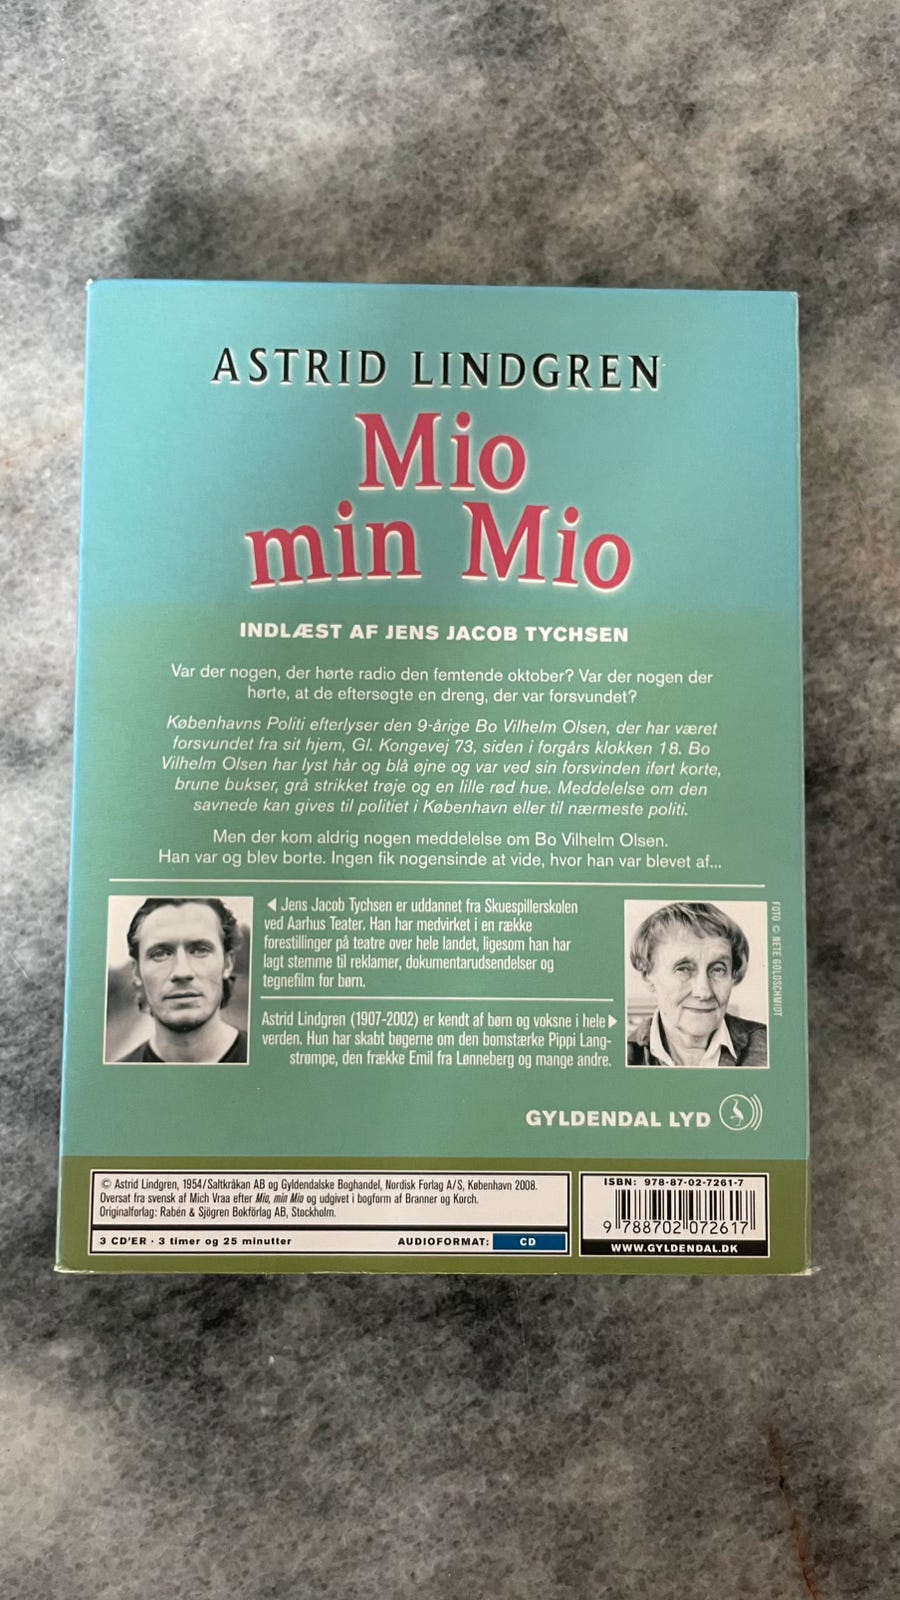 ASTRID LINDGREN
Mio
min Mio
INDLÆST AF JENS JACOB TYCHSEN
Var der nogen, der hørte radio den femtende oktober? Var der nogen der
hørte, at de eftersøgte en dreng, der var forsvundet?
Københavns Politi efterlyser den 9-årige Bo Vilhelm Olsen, der har været
forsvundet fra sit hjem, Gl. Kongevej 73, siden i forgårs klokken 18. Bo
Vilhelm Olsen har lyst hår og blå øjne og var ved sin forsvinden iført korte,
brune bukser, grå strikket trøje og en lille rød hue. Meddelelse om den
savnede kan gives til politiet i København eller til nærmeste politi.
Men der kom aldrig nogen meddelelse om Bo Vilhelm Olsen.
Han var og blev borte. Ingen fik nogensinde at vide, hvor han var blevet af...
◀ Jens Jacob Tychsen er uddannet fra Skuespillerskolen
ved Aarhus Teater. Han har medvirket i en række
forestillinger på teatre over hele landet, ligesom han har
lagt stemme til reklamer, dokumentarudsendelser og
tegnefilm for børn.
Astrid Lindgren (1907-2002) er kendt af børn og voksne i hele ▶
verden. Hun har skabt bøgerne om den bomstærke Pippi Lang-
strømpe, den frække Emil fra Lønneberg og mange andre.
FOTO © NETE GOLDSCHMIDT
GYLDENDAL LYD
© Astrid Lindgren, 1954/Saltkråkan AB og Gyldendalske Boghandel, Nordisk Forlag A/S, København 2008.
Oversat fra svensk af Mich Vraa efter Mio, min Mio og udgivet i bogform af Branner og Korch.
Originalforlag: Rabén & Sjögren Bokförlag AB, Stockholm.
3 CD'ER · 3 timer og 25 minutter
AUDIOFORMAT: CD
ISBN: 978-87-02-7261-7
9 788702 072617
WWW.GYLDENDAL.DK